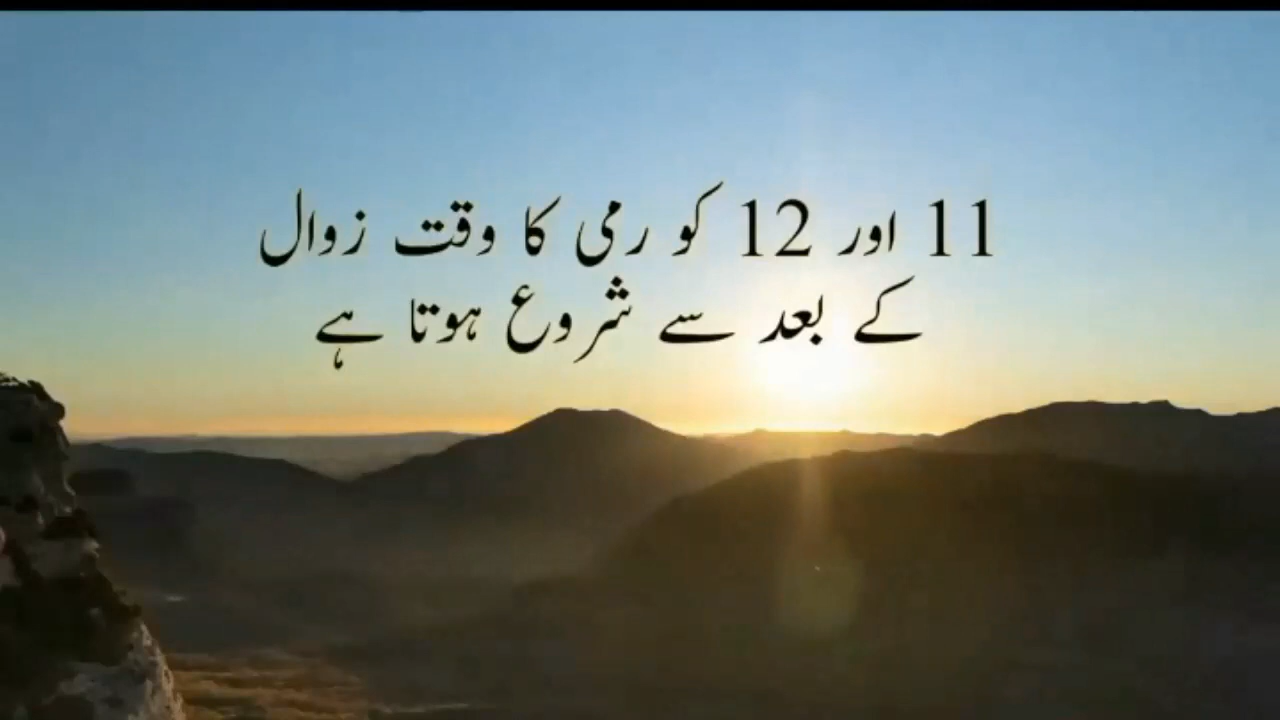 11 اور 12 کو رمی کا وقت زوال
کے بعد سے شروع ہوتا ہے